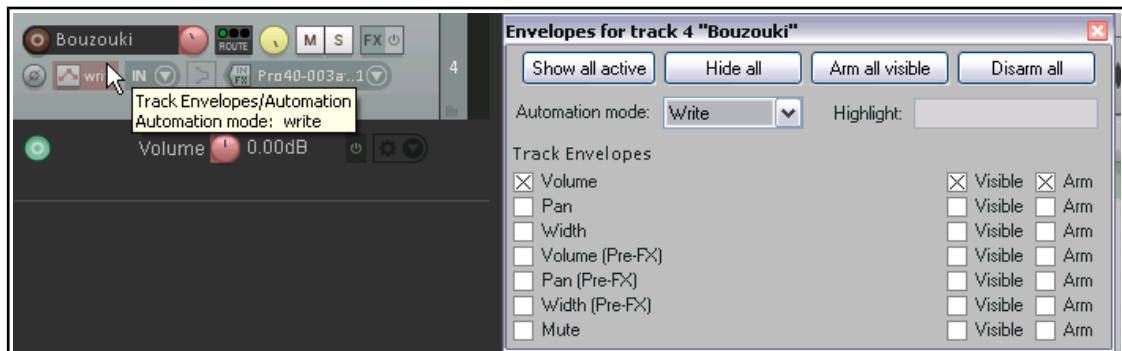 Bouzouki
ROUTE
M S FX
IN
FX Pro40-003a...1
4
Track Envelopes/Automation
Automation mode: write
Volume 0.00dB
Envelopes for track 4 "Bouzouki"
Show all active Hide all Arm all visible Disarm all
Automation mode: Write Highlight:
Track Envelopes
Volume Visible Arm
Pan Visible Arm
Width Visible Arm
Volume (Pre-FX) Visible Arm
Pan (Pre-FX) Visible Arm
Width (Pre-FX) Visible Arm
Mute Visible Arm